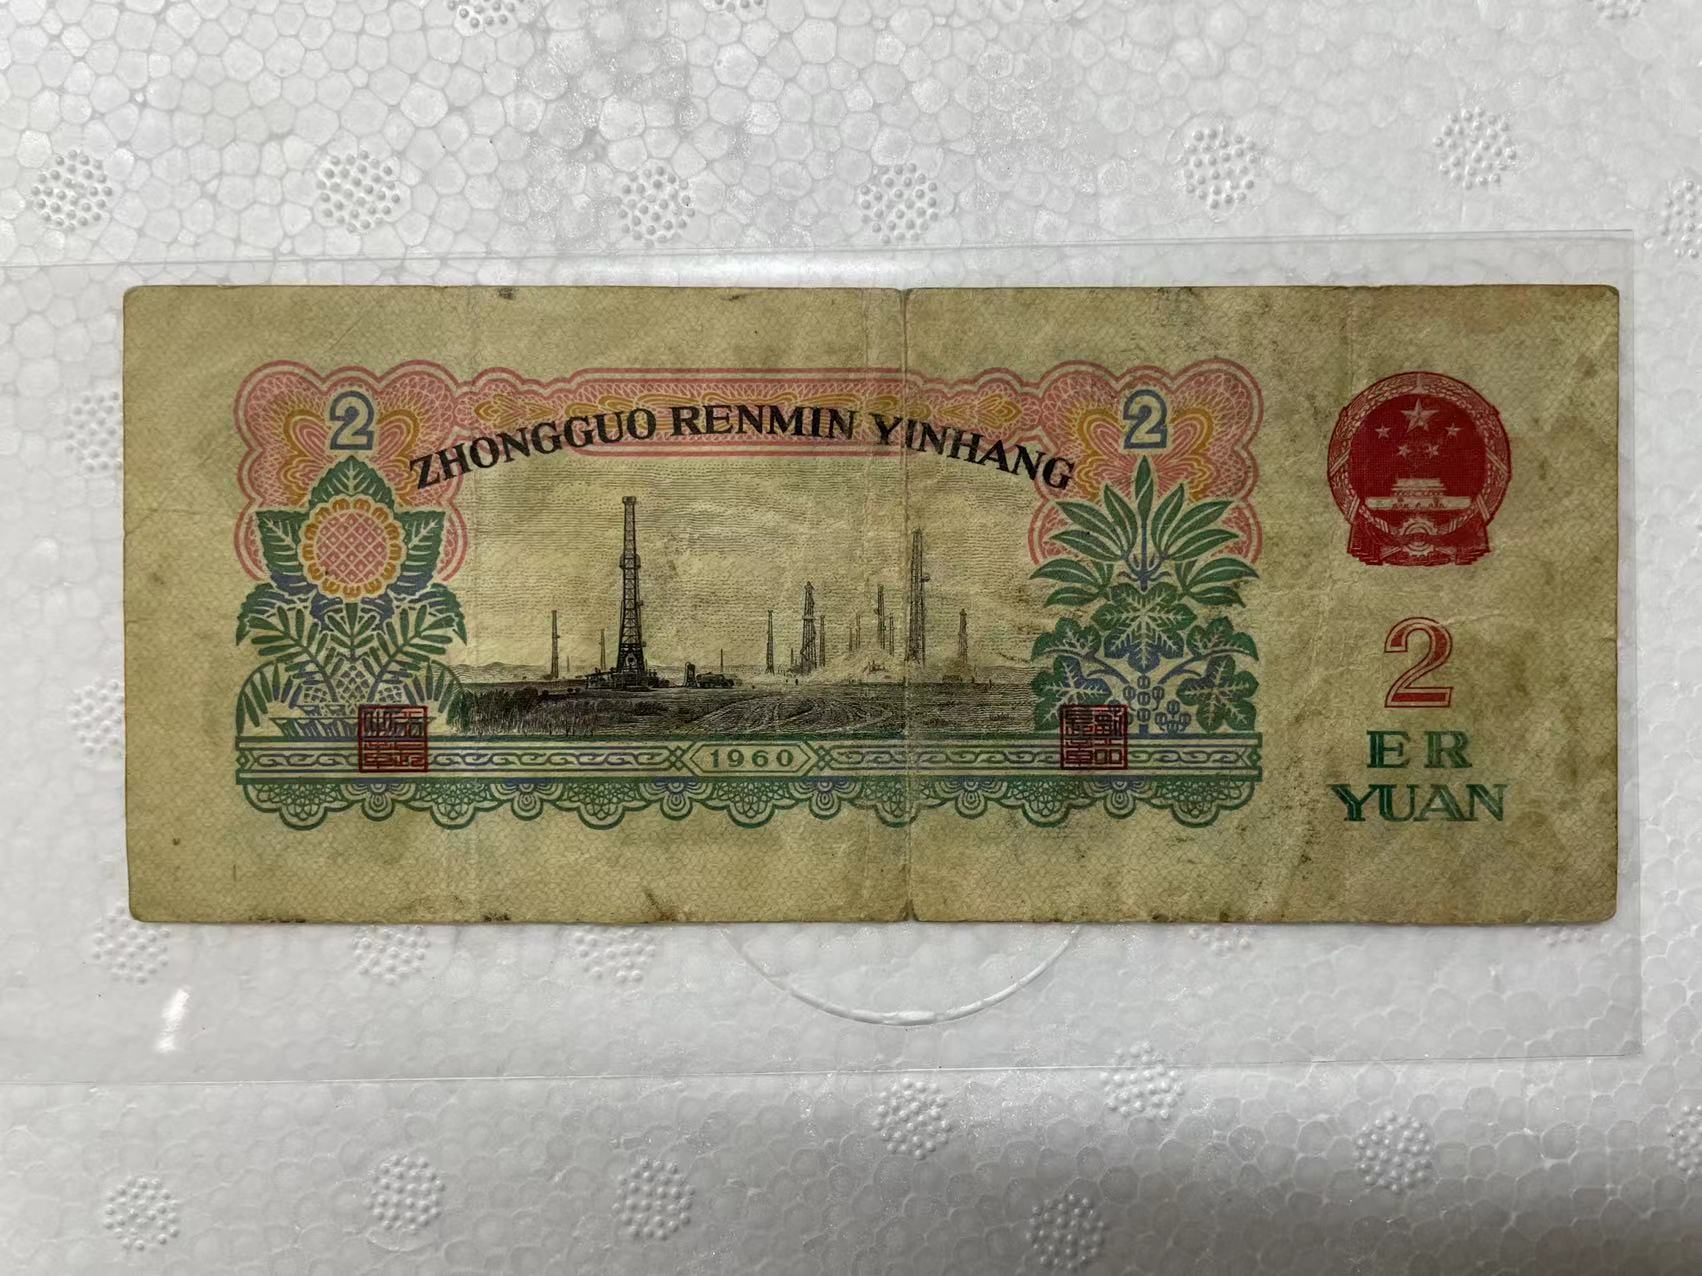 2
2
ZHONGGUO RENMIN YINHANG
1960
2
ER
YUAN